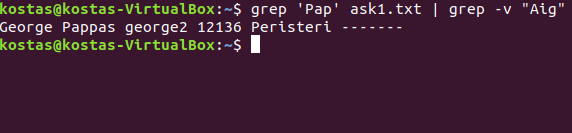 kostas@kostas-VirtualBox:~$ grep 'Pap' ask1.txt | grep -v "Aig"
George Pappas george2 12136 Peristeri -------
kostas@kostas-VirtualBox:~$